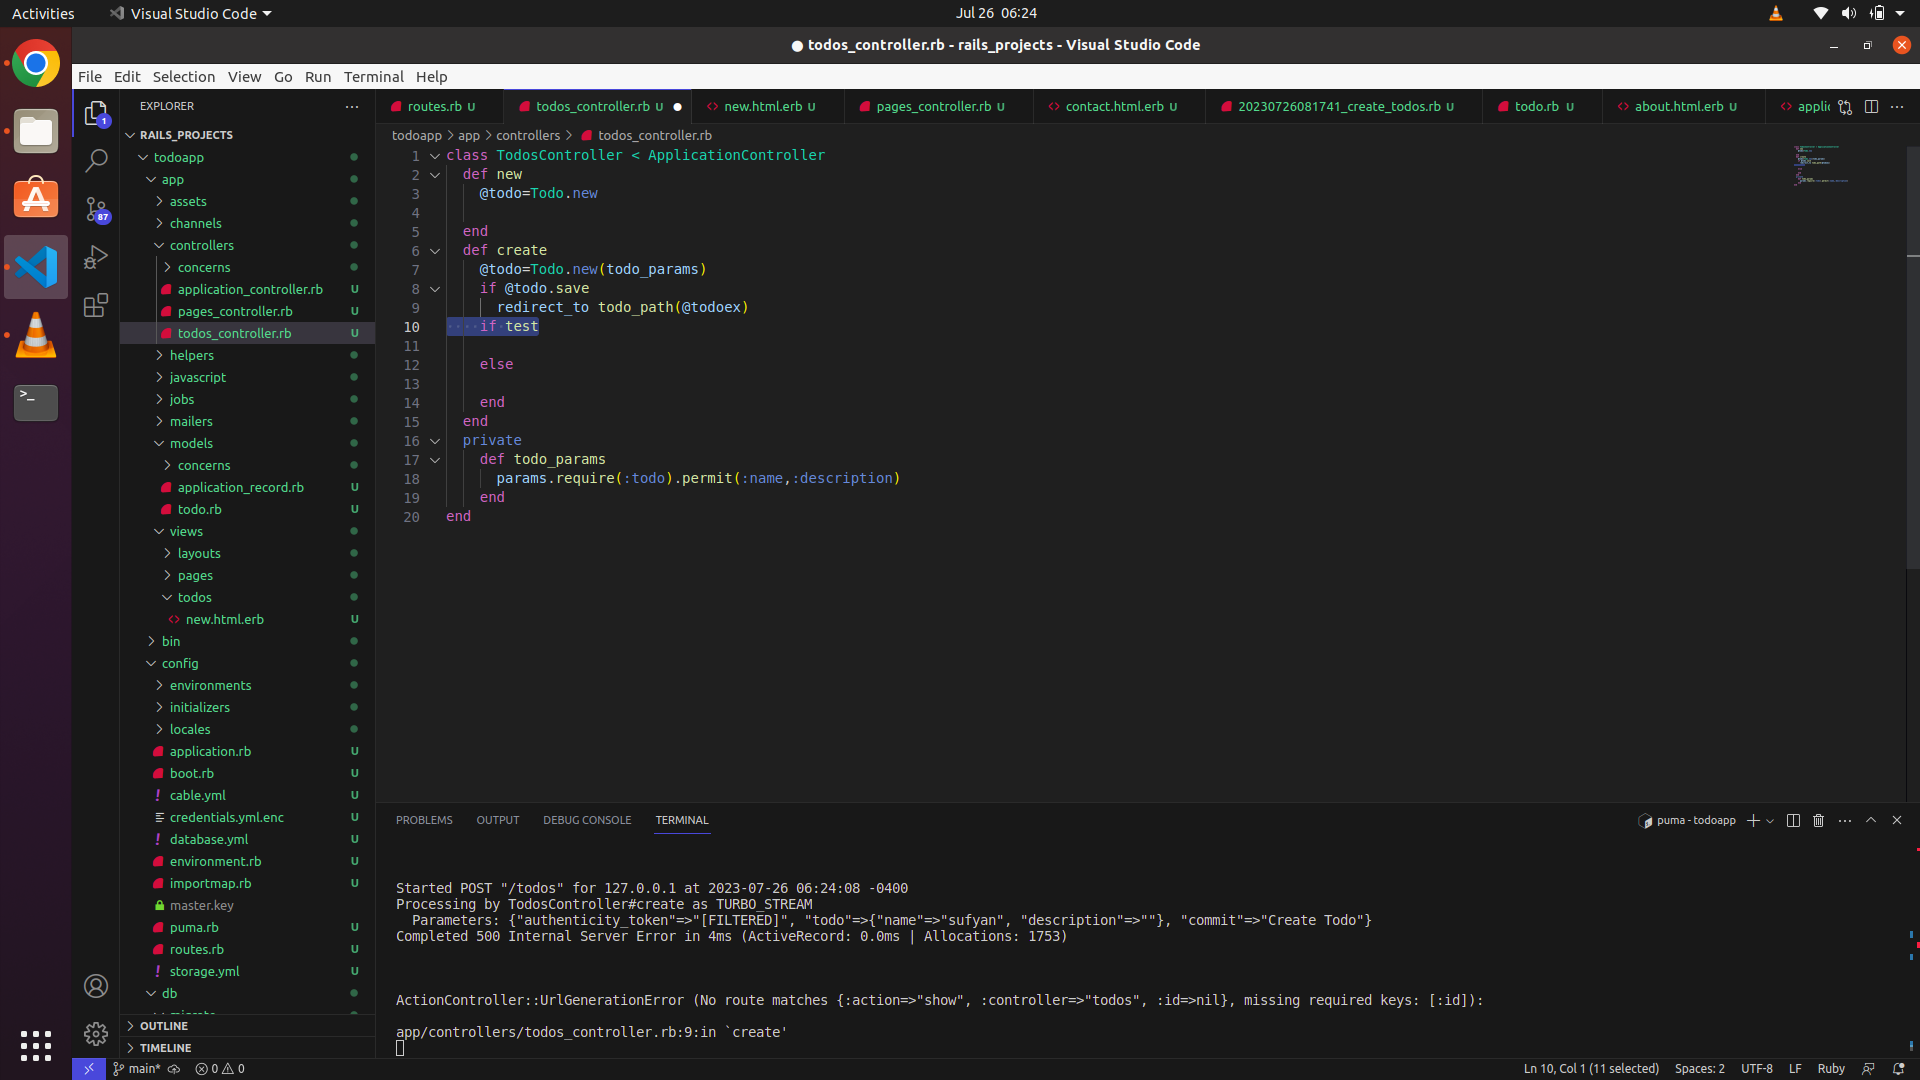 Activities
Visual Studio Code
Jul 26 06:24
● todos_controller.rb - rails_projects - Visual Studio Code
File Edit Selection View Go Run Terminal Help
EXPLORER
RAILS_PROJECTS
todoapp
app
assets
channels
controllers
concerns
application_controller.rb U
pages_controller.rb U
todos_controller.rb U
helpers
javascript
jobs
mailers
models
concerns
application_record.rb U
todo.rb U
views
layouts
pages
todos
new.html.erb U
bin
config
environments
initializers
locales
application.rb U
boot.rb U
cable.yml U
credentials.yml.enc U
database.yml U
environment.rb U
importmap.rb U
master.key
puma.rb U
routes.rb U
storage.yml U
db
OUTLINE
TIMELINE
1
87
routes.rb U
todos_controller.rb U ●
new.html.erb U
pages_controller.rb U
contact.html.erb U
20230726081741_create_todos.rb U
todo.rb U
about.html.erb U
applic
todoapp > app > controllers > todos_controller.rb
1 class TodosController < ApplicationController
2 def new
3 @todo=Todo.new
4
5 end
6 def create
7 @todo=Todo.new(todo_params)
8 if @todo.save
9 redirect_to todo_path(@todoex)
10 ····if·test
11
12 else
13
14 end
15 end
16 private
17 def todo_params
18 params.require(:todo).permit(:name,:description)
19 end
20 end
PROBLEMS OUTPUT DEBUG CONSOLE TERMINAL
puma - todoapp
Started POST "/todos" for 127.0.0.1 at 2023-07-26 06:24:08 -0400
Processing by TodosController#create as TURBO_STREAM
Parameters: {"authenticity_token"=>"[FILTERED]", "todo"=>{"name"=>"sufyan", "description"=>""}, "commit"=>"Create Todo"}
Completed 500 Internal Server Error in 4ms (ActiveRecord: 0.0ms | Allocations: 1753)
ActionController::UrlGenerationError (No route matches {:action=>"show", :controller=>"todos", :id=>nil}, missing required keys: [:id]):
app/controllers/todos_controller.rb:9:in `create'
main* 0 0
Ln 10, Col 1 (11 selected) Spaces: 2 UTF-8 LF Ruby